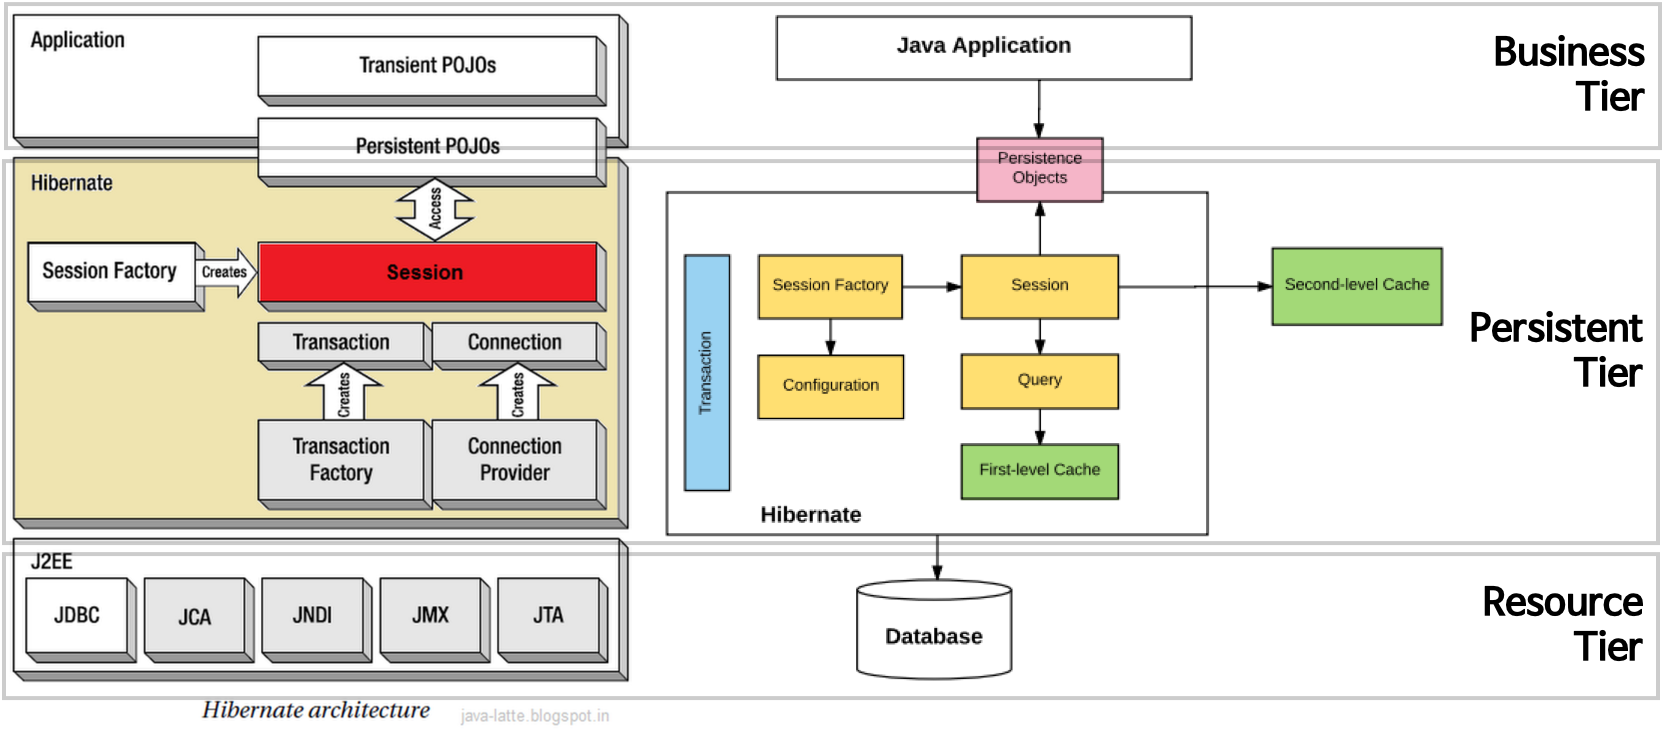 Application
Transient POJOs
Persistent POJOs
Hibernate
Access
Session Factory
Creates
Session
Transaction
Connection
Creates
Creates
Transaction
Factory
Connection
Provider
J2EE
JDBC
JCA
JNDI
JMX
JTA
Hibernate architecture
java-latte.blogspot.in
Java Application
Persistence
Objects
Transaction
Session Factory
Session
Second-level Cache
Configuration
Query
First-level Cache
Hibernate
Database
Business
Tier
Persistent
Tier
Resource
Tier